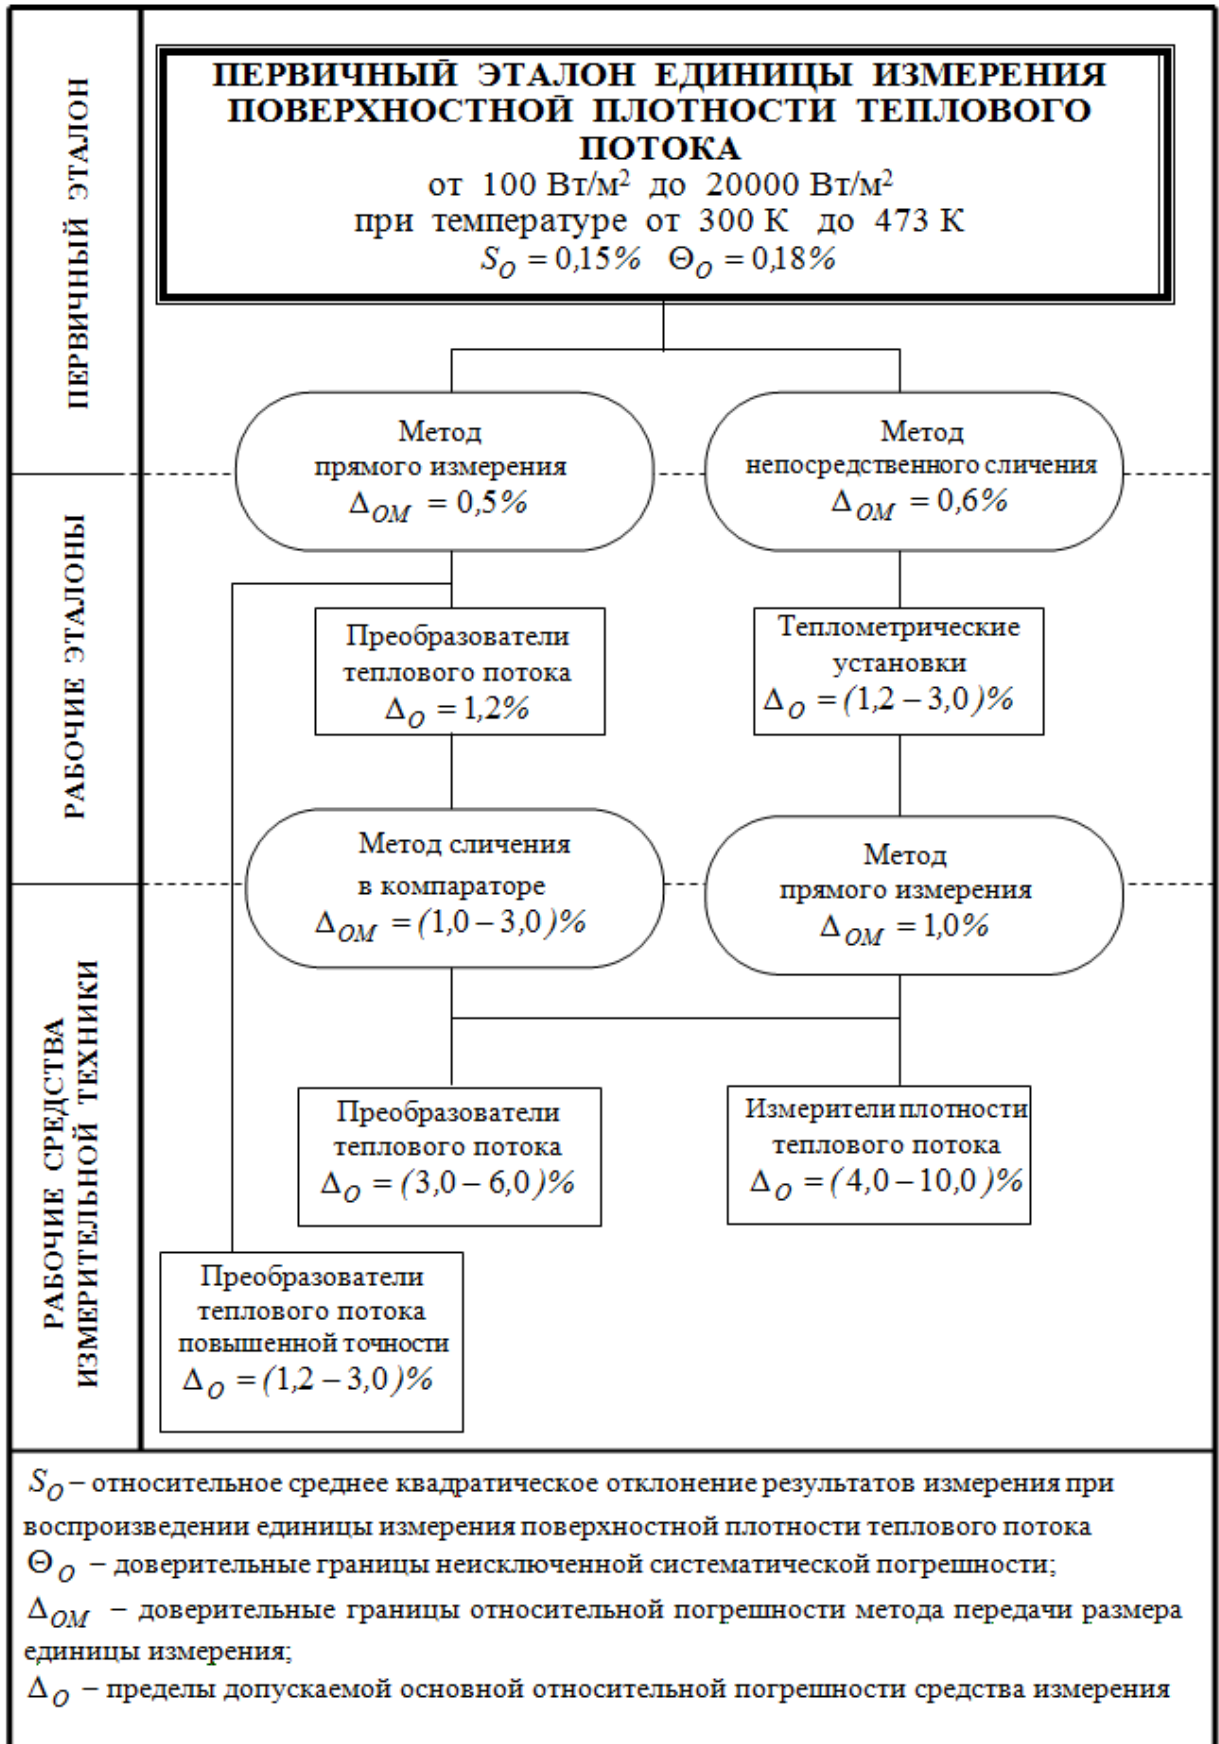 ПЕРВИЧНЫЙ ЭТАЛОН
ПЕРВИЧНЫЙ ЭТАЛОН ЕДИНИЦЫ ИЗМЕРЕНИЯ
ПОВЕРХНОСТНОЙ ПЛОТНОСТИ ТЕПЛОВОГО
ПОТОКА
от 100 Вт/м² до 20000 Вт/м²
при температуре от 300 К до 473 К
S_O = 0,15% Θ_O = 0,18%
Метод
прямого измерения
Δ_OM = 0,5%
Метод
непосредственного сличения
Δ_OM = 0,6%
РАБОЧИЕ ЭТАЛОНЫ
Преобразователи
теплового потока
Δ_O = 1,2%
Теплометрические
установки
Δ_O = (1,2 – 3,0)%
Метод сличения
в компараторе
Δ_OM = (1,0 – 3,0)%
Метод
прямого измерения
Δ_OM = 1,0%
РАБОЧИЕ СРЕДСТВА
ИЗМЕРИТЕЛЬНОЙ ТЕХНИКИ
Преобразователи
теплового потока
Δ_O = (3,0 – 6,0)%
Измерители плотности
теплового потока
Δ_O = (4,0 – 10,0)%
Преобразователи
теплового потока
повышенной точности
Δ_O = (1,2 – 3,0)%
S_O – относительное среднее квадратическое отклонение результатов измерения при
воспроизведении единицы измерения поверхностной плотности теплового потока
Θ_O – доверительные границы неисключенной систематической погрешности;
Δ_OM – доверительные границы относительной погрешности метода передачи размера
единицы измерения;
Δ_O – пределы допускаемой основной относительной погрешности средства измерения